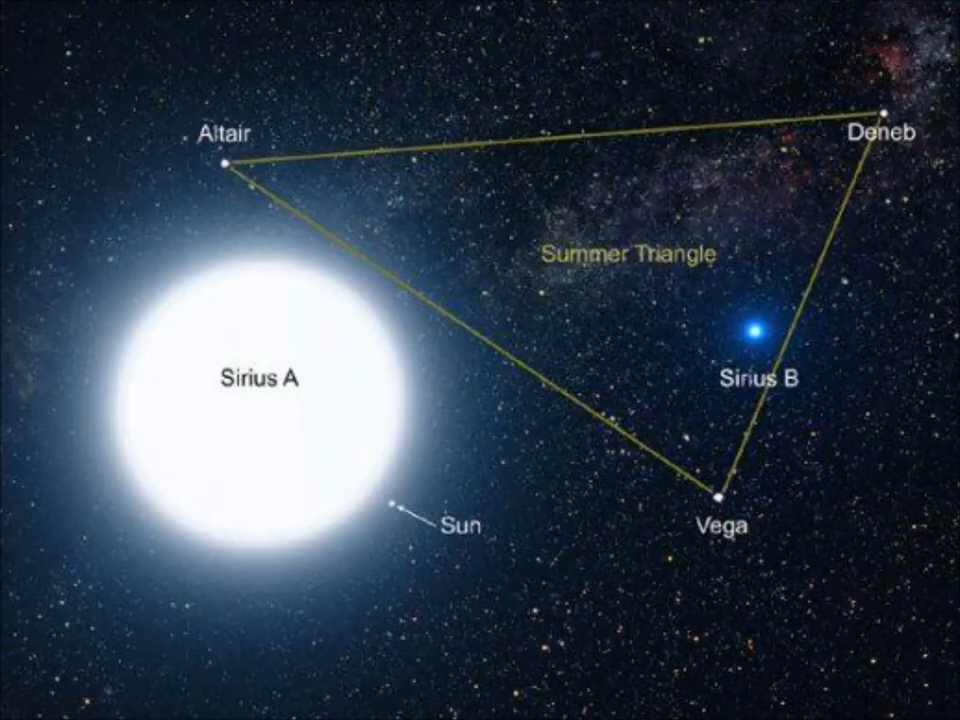 Altair
Deneb
Summer Triangle
Sirius A
Sirius B
Sun
Vega